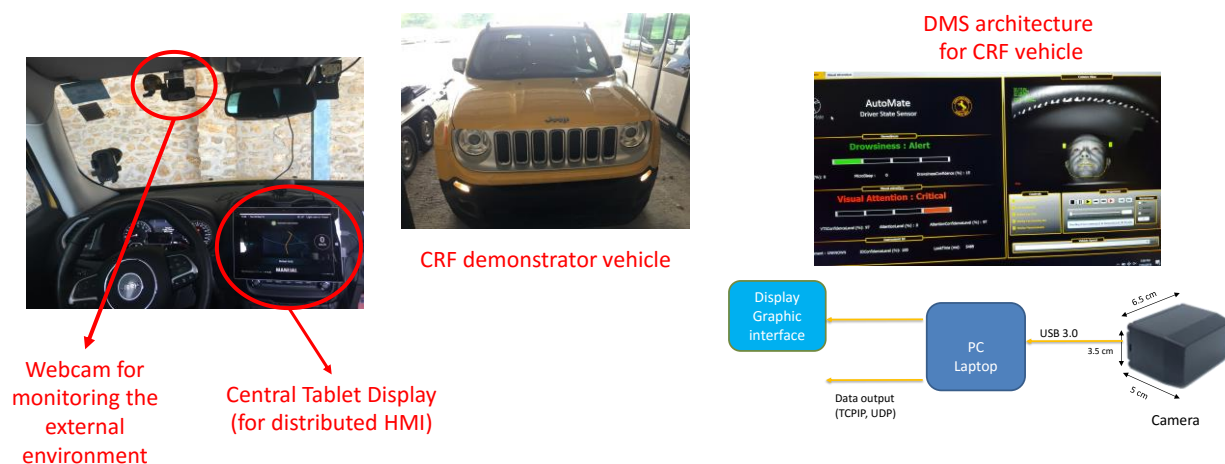 DMS architecture
for CRF vehicle
AutoMate
Driver State Sensor
Drowsiness : Alert
Visual Attention : Critical
Jeep
MANUAL
CRF demonstrator vehicle
Webcam for
monitoring the
external
environment
Central Tablet Display
(for distributed HMI)
Display
Graphic
interface
PC
Laptop
USB 3.0
6.5 cm
3.5 cm
5 cm
Data output
(TCPIP, UDP)
Camera